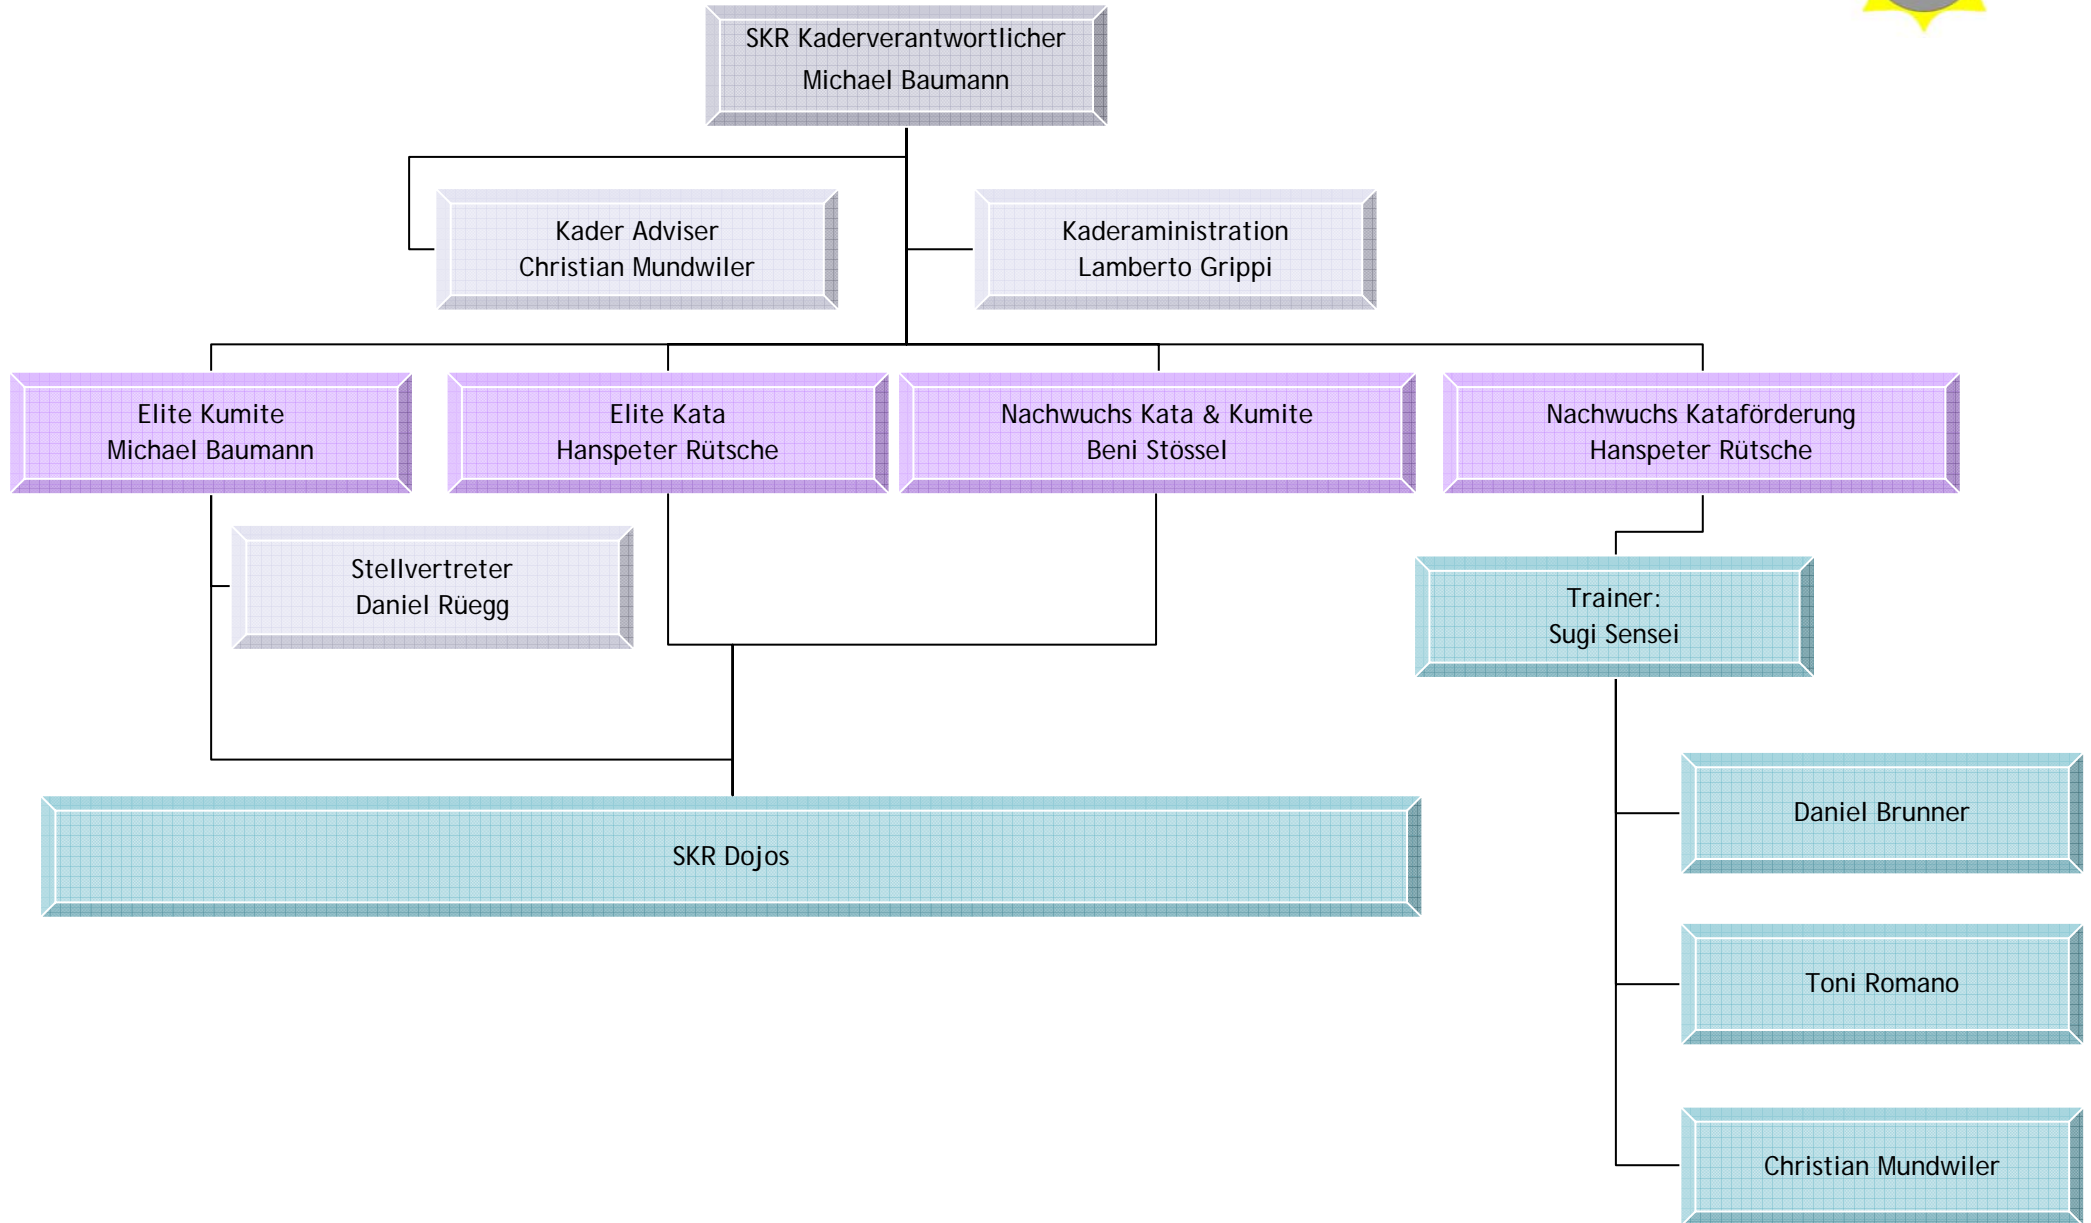 SKR Kaderverantwortlicher
Michael Baumann
Kader Adviser
Christian Mundwiler
Kaderaministration
Lamberto Grippi
Elite Kumite
Michael Baumann
Elite Kata
Hanspeter Rütsche
Nachwuchs Kata & Kumite
Beni Stössel
Nachwuchs Kataförderung
Hanspeter Rütsche
Stellvertreter
Daniel Rüegg
Trainer:
Sugi Sensei
SKR Dojos
Daniel Brunner
Toni Romano
Christian Mundwiler